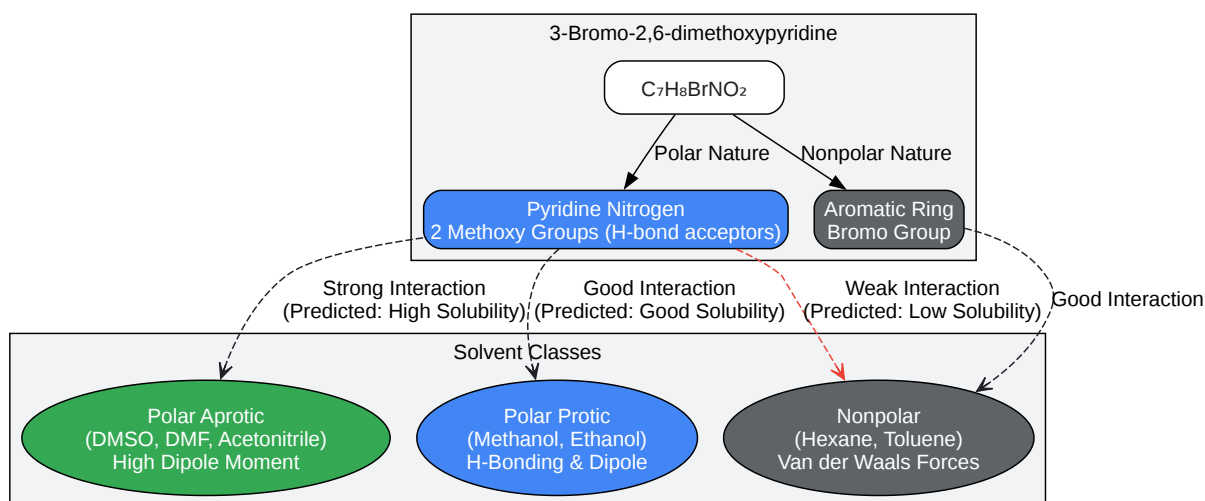 3-Bromo-2,6-dimethoxypyridine
C₇H₈BrNO₂
Polar Nature
Nonpolar Nature
Pyridine Nitrogen
2 Methoxy Groups (H-bond acceptors)
Aromatic Ring
Bromo Group
Strong Interaction
(Predicted: High Solubility)
Good Interaction
(Predicted: Good Solubility)
Weak Interaction
(Predicted: Low Solubility)
Good Interaction
Solvent Classes
Polar Aprotic
(DMSO, DMF, Acetonitrile)
High Dipole Moment
Polar Protic
(Methanol, Ethanol)
H-Bonding & Dipole
Nonpolar
(Hexane, Toluene)
Van der Waals Forces